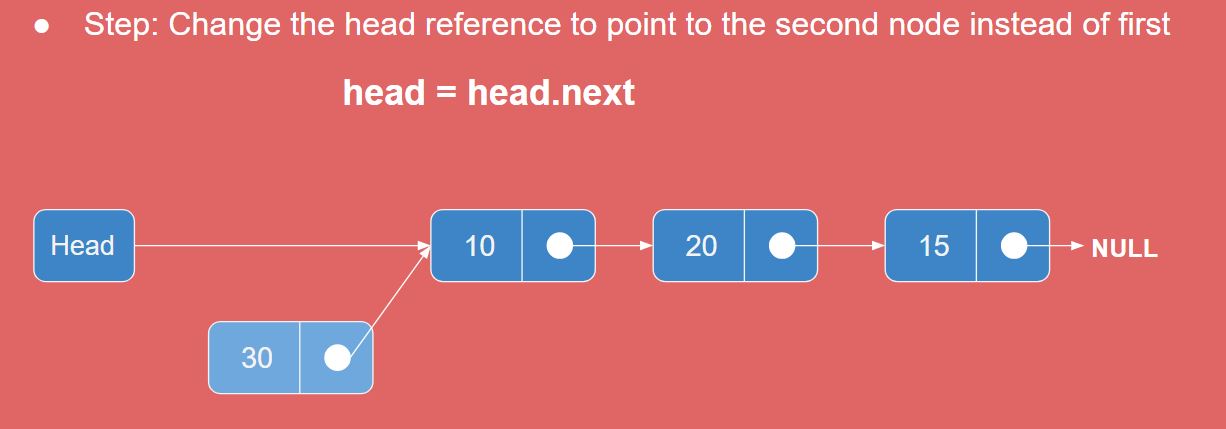 ● Step: Change the head reference to point to the second node instead of first
head = head.next
Head
10
20
15
NULL
30